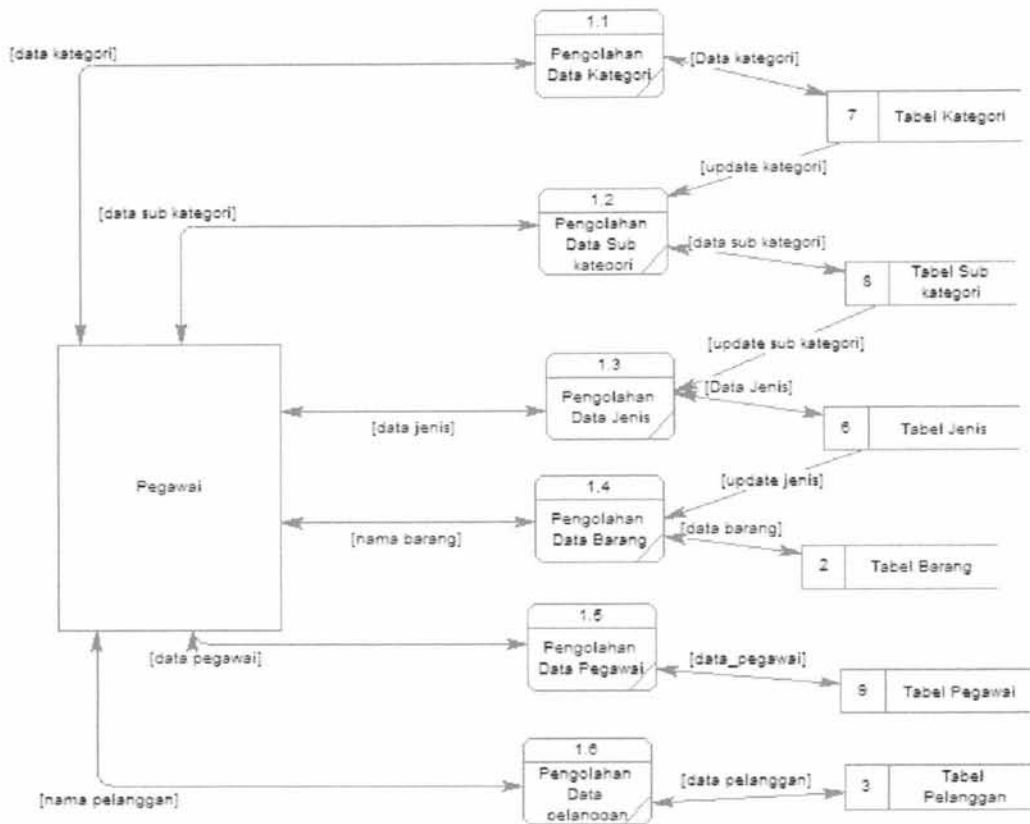 1.1
[data kategori]
Pengolahan
Data Kategori
[Data kategori]
7
Tabel Kategori
[update kategori]
1.2
[data sub kategori]
Pengolahan
Data Sub
kategori
[data sub kategori]
8
Tabel Sub
kategori
[update sub kategori]
1.3
[Data Jenis]
Pengolahan
Data Jenis
[data jenis]
6
Tabel Jenis
Pegawai
[update jenis]
1.4
Pengolahan
Data Barang
[nama barang]
[data barang]
2
Tabel Barang
1.5
Pengolahan
Data Pegawai
[data pegawai]
[data_pegawai]
9
Tabel Pegawai
1.6
Pengolahan
Data
pelanggan
[nama pelanggan]
[data pelanggan]
3
Tabel
Pelanggan